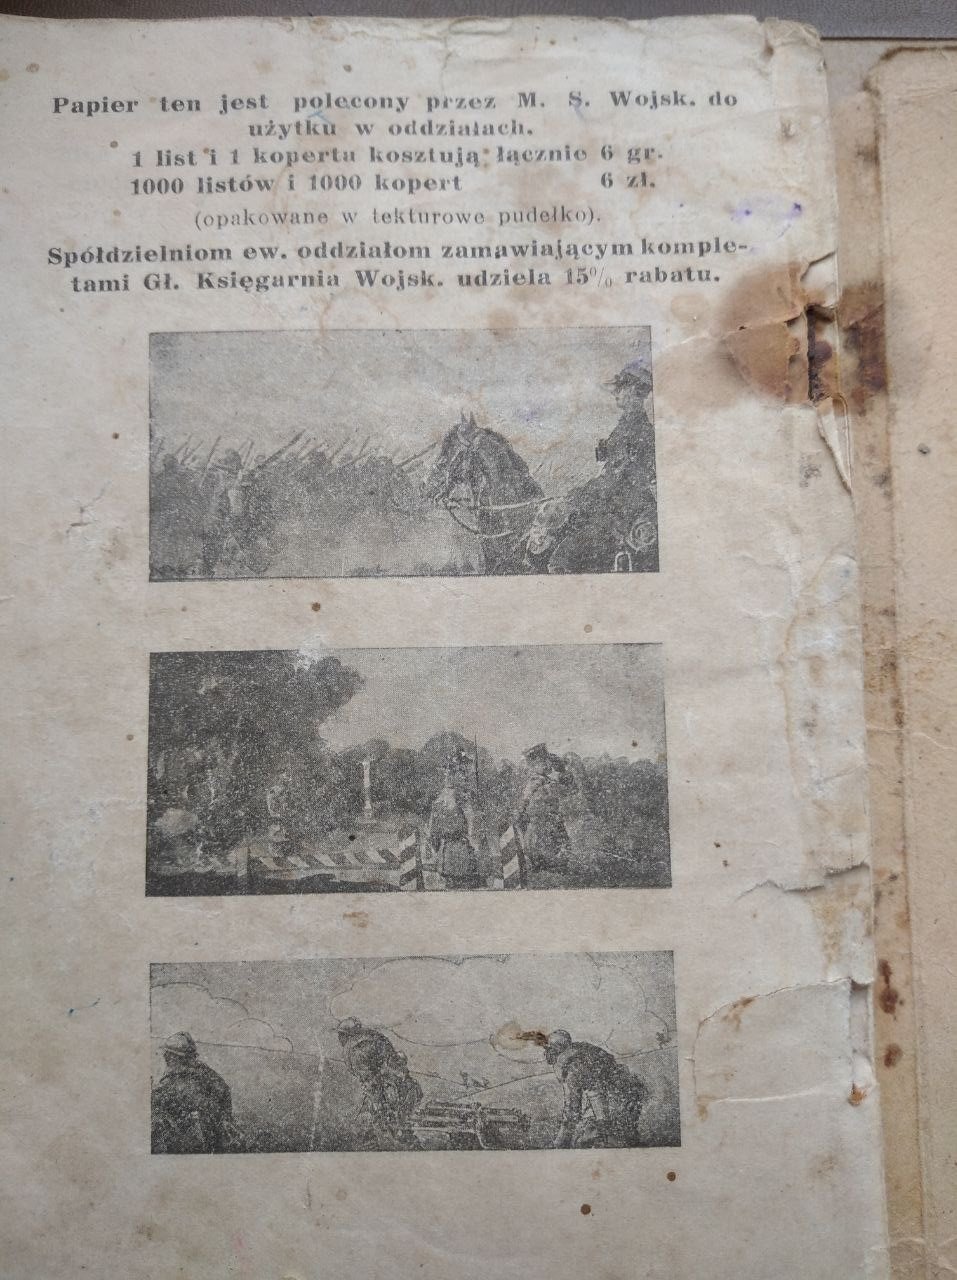 Papier ten jest polecony przez M. S. Wojsk. do
użytku w oddziałach.
1 list i 1 koperta kosztują łącznie 6 gr.
1000 listów i 1000 kopert 6 zł.
(opakowane w tekturowe pudełko).
Spółdzielniom ew. oddziałom zamawiającym komple-
tami Gł. Księgarnia Wojsk. udziela 15% rabatu.